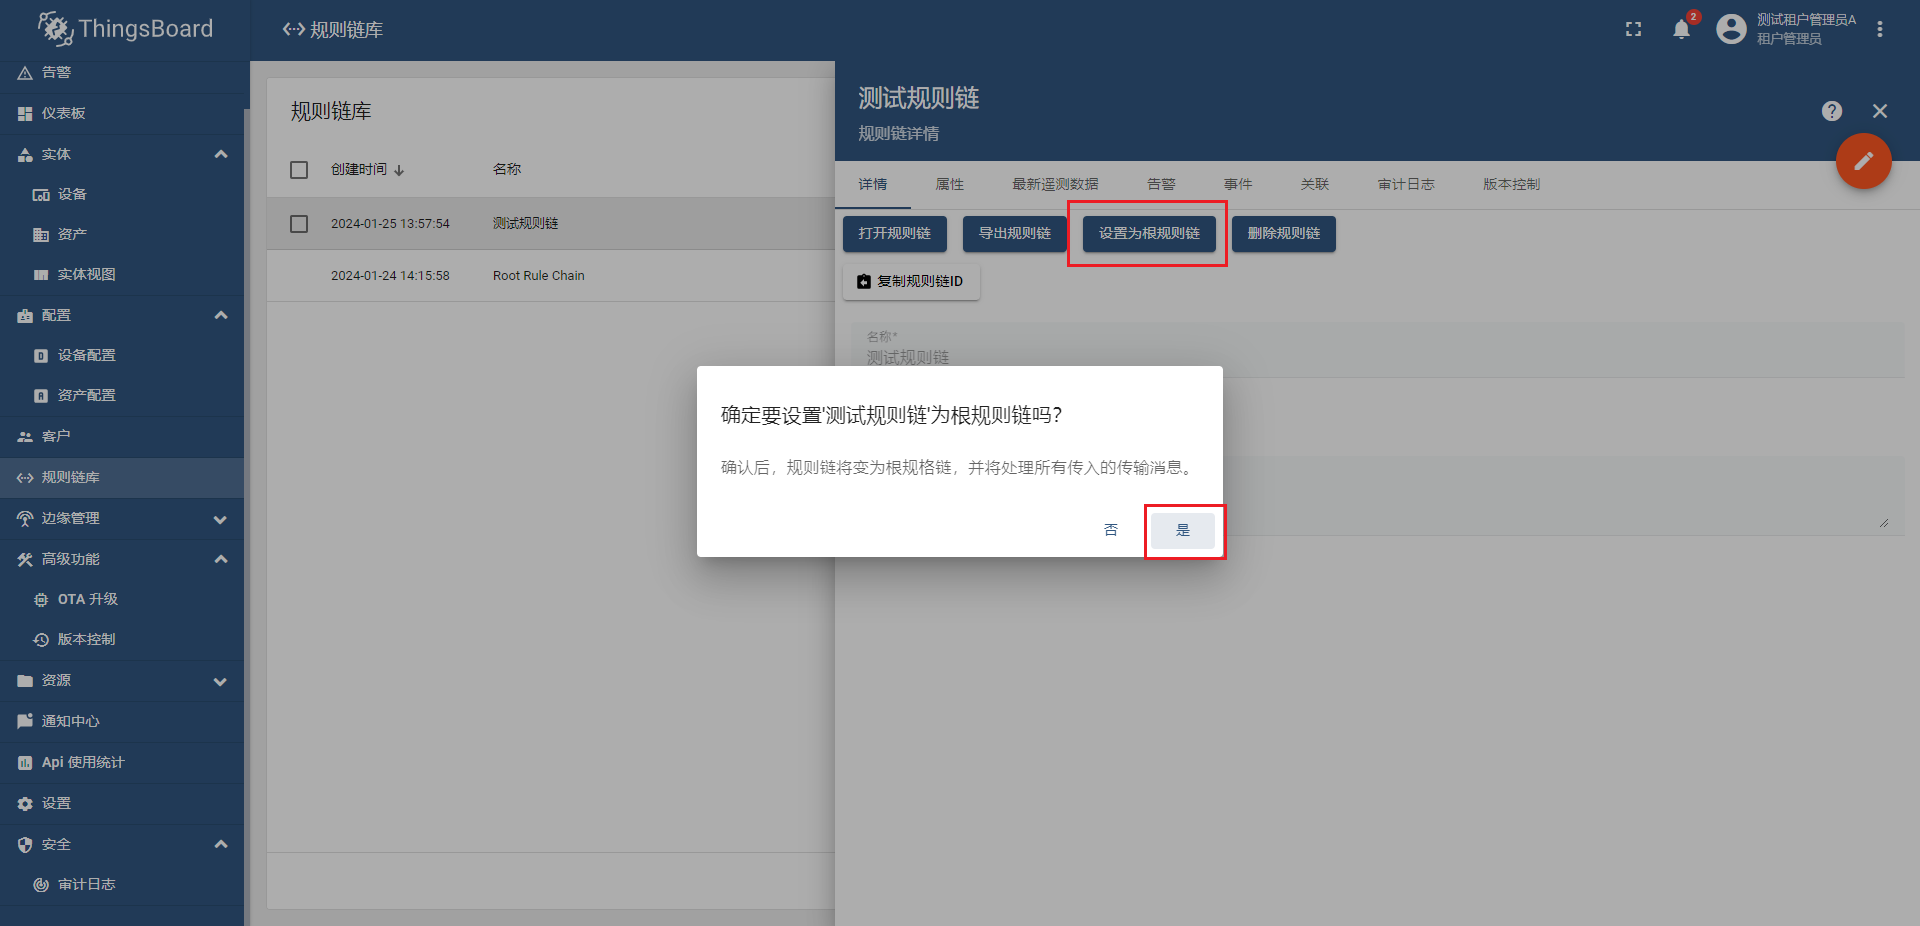 ThingsBoard
规则链库
2
测试租户管理员A
租户管理员
告警
仪表板
实体
设备
资产
实体视图
配置
设备配置
资产配置
客户
规则链库
边缘管理
高级功能
OTA 升级
版本控制
资源
通知中心
Api 使用统计
设置
安全
审计日志
规则链库
创建时间 名称
2024-01-25 13:57:54 测试规则链
2024-01-24 14:15:58 Root Rule Chain
测试规则链
规则链详情
详情 属性 最新遥测数据 告警 事件 关联 审计日志 版本控制
打开规则链 导出规则链 设置为根规则链 删除规则链
复制规则链ID
名称*
测试规则链
确定要设置'测试规则链'为根规则链吗?
确认后，规则链将变为根规格链，并将处理所有传入的传输消息。
否 是